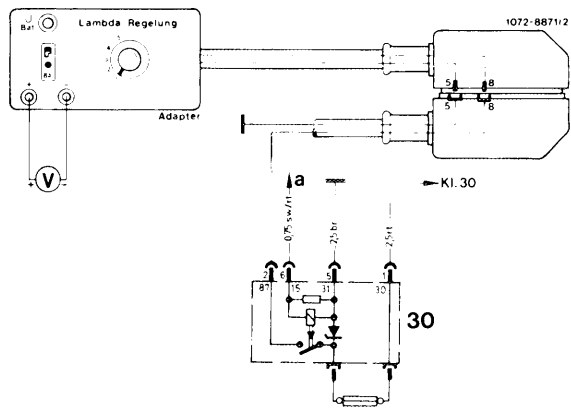 Bat
Lambda Regelung
1072-8871/2
+ -
Adapter
V
+ -
5 8
5 8
a
Kl. 30
0,75 sw/rt
2,5 br
2,5 rt
2 6 5 1
87 15 31 30
30